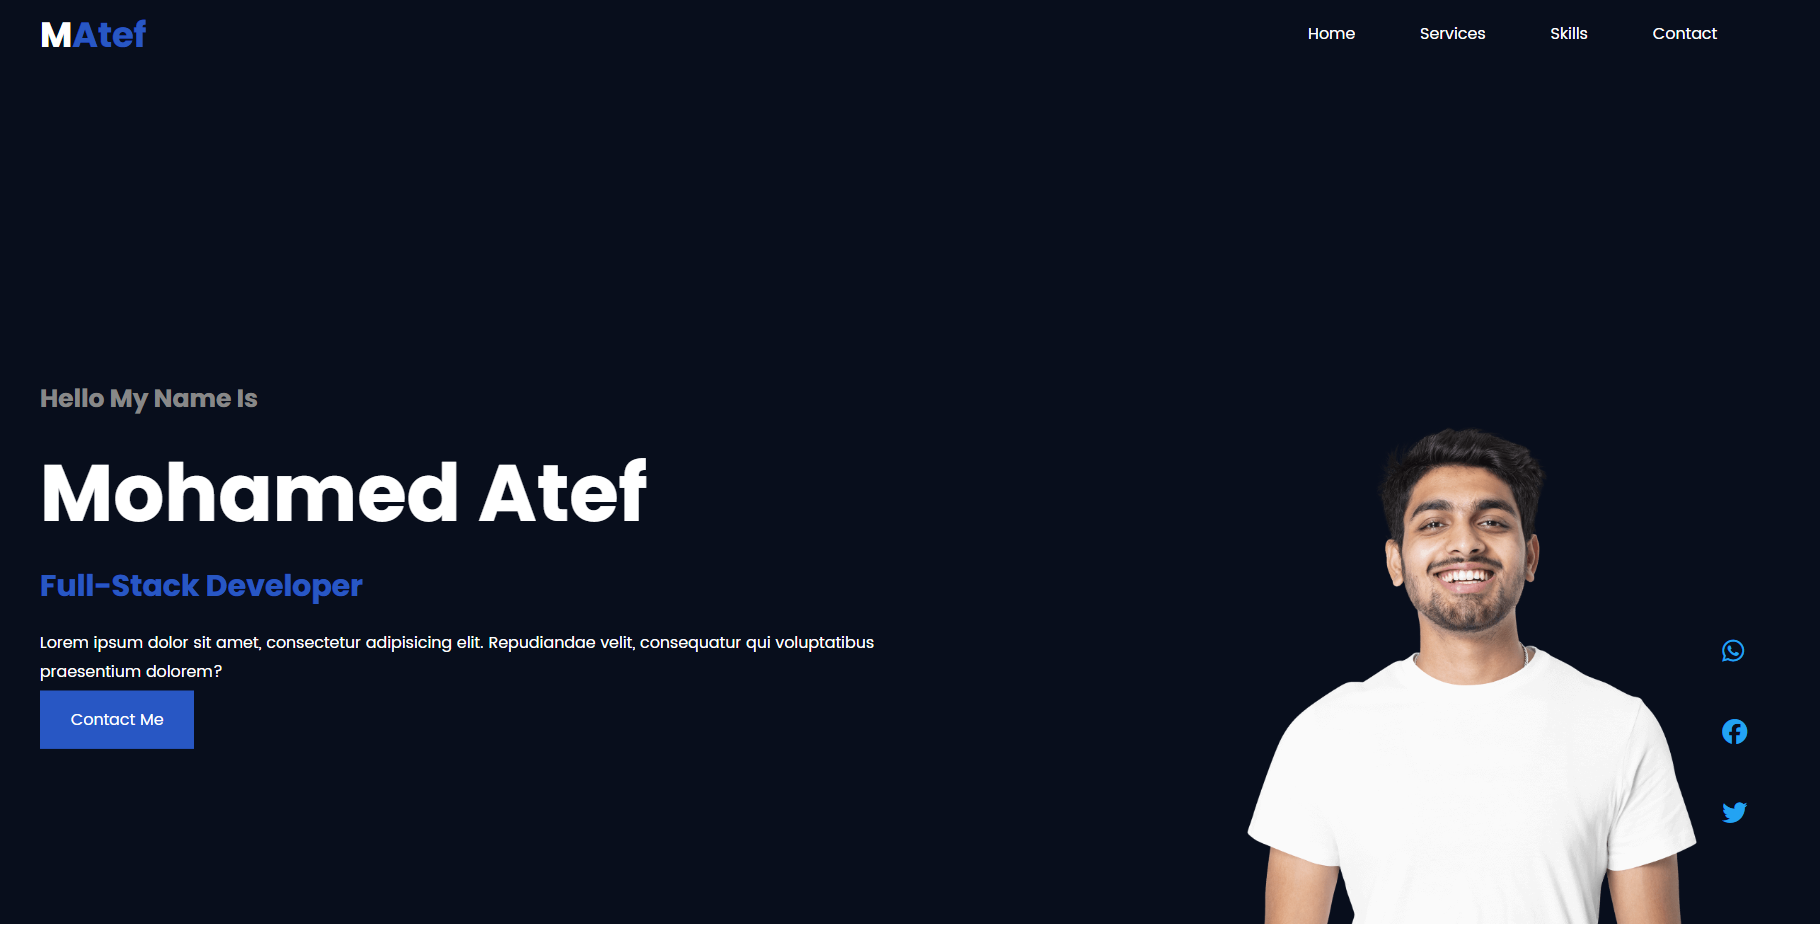 MAtef
Home Services Skills Contact
Hello My Name Is
Mohamed Atef
Full-Stack Developer
Lorem ipsum dolor sit amet, consectetur adipisicing elit. Repudiandae velit, consequatur qui voluptatibus
praesentium dolorem?
Contact Me